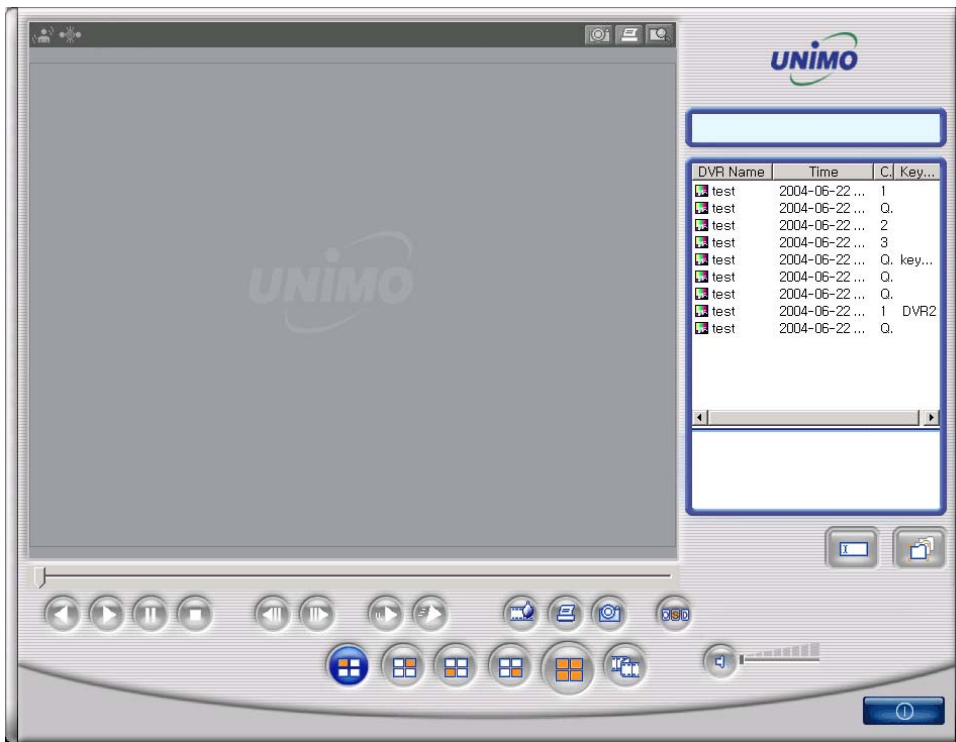 UNiMO
UNiMO
DVR Name Time C. Key...
test 2004-06-22 ... 1
test 2004-06-22 ... Q.
test 2004-06-22 ... 2
test 2004-06-22 ... 3
test 2004-06-22 ... Q. key...
test 2004-06-22 ... Q.
test 2004-06-22 ... Q.
test 2004-06-22 ... 1 DVR2
test 2004-06-22 ... Q.